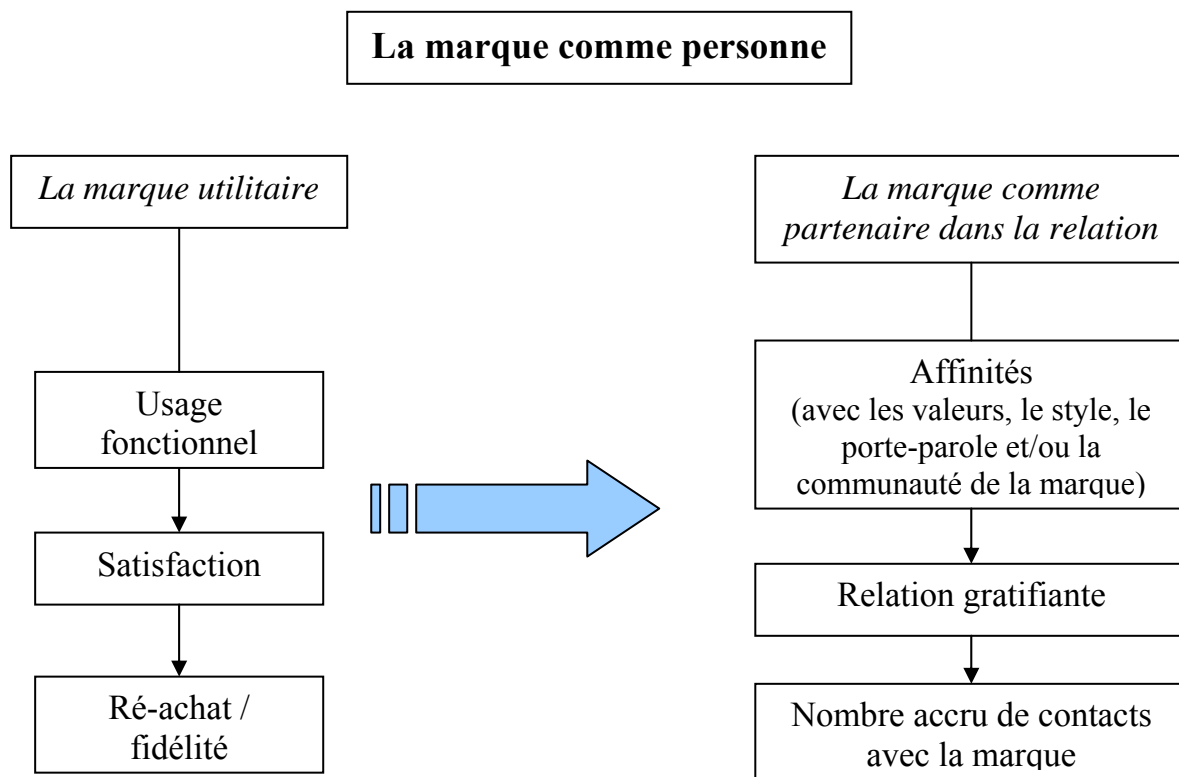 La marque comme personne
La marque utilitaire
Usage
fonctionnel
Satisfaction
Ré-achat /
fidélité
La marque comme
partenaire dans la relation
Affinités
(avec les valeurs, le style, le
porte-parole et/ou la
communauté de la marque)
Relation gratifiante
Nombre accru de contacts
avec la marque